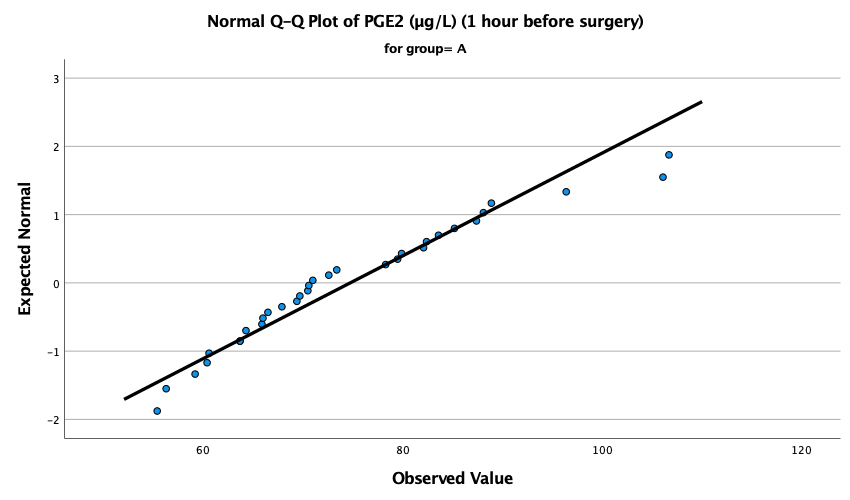 Normal Q-Q Plot of PGE2 (µg/L) (1 hour before surgery)
for group= A
Expected Normal
3
2
1
0
-1
-2
60 80 100 120
Observed Value